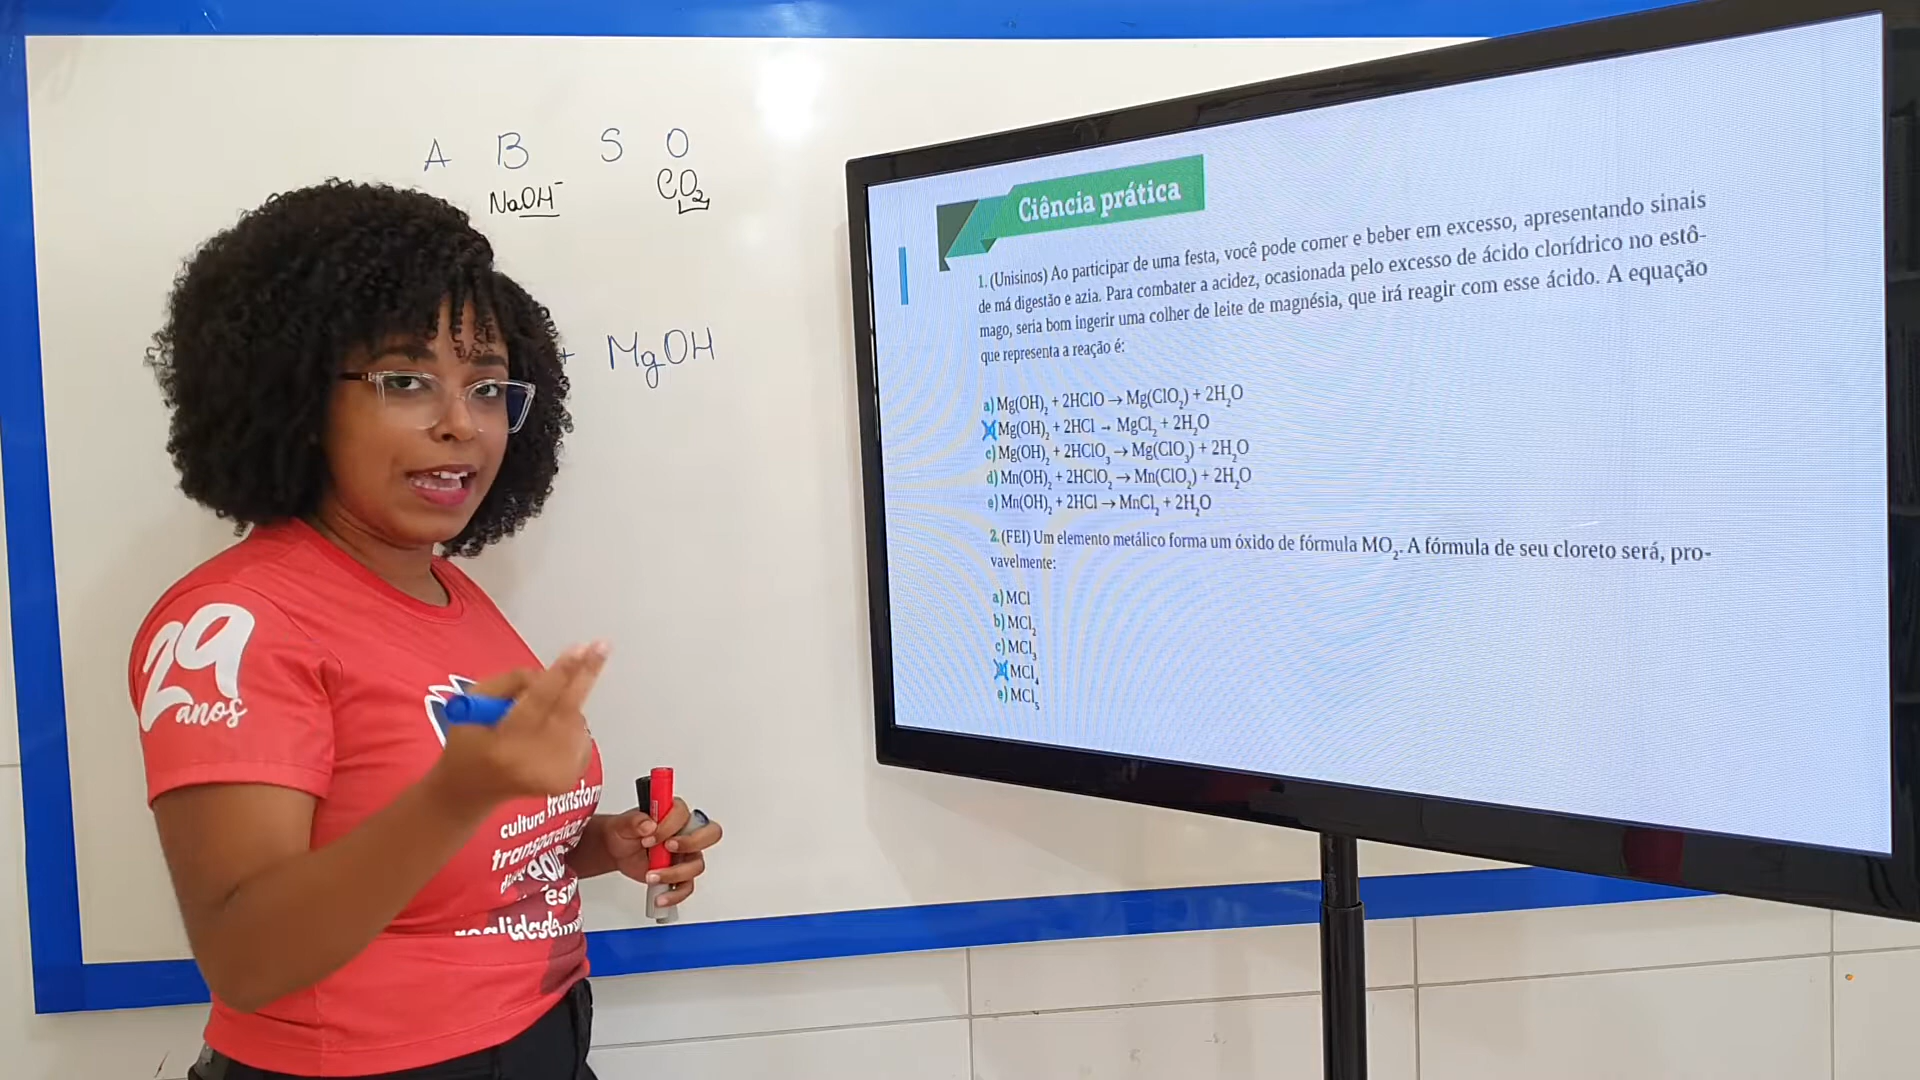 A B S O
NaOH⁻ CO₂
+ MgOH
Ciência prática
1. (Unisinos) Ao participar de uma festa, você pode comer e beber em excesso, apresentando sinais
de má digestão e azia. Para combater a acidez, ocasionada pelo excesso de ácido clorídrico no estô-
mago, seria bom ingerir uma colher de leite de magnésia, que irá reagir com esse ácido. A equação
que representa a reação é:
a) Mg(OH)₂ + 2HClO → Mg(ClO₂) + 2H₂O
Mg(OH)₂ + 2HCl → MgCl₂ + 2H₂O
c) Mg(OH)₂ + 2HClO₃ → Mg(ClO₃) + 2H₂O
d) Mn(OH)₂ + 2HClO₂ → Mn(ClO₂) + 2H₂O
e) Mn(OH)₂ + 2HCl → MnCl₂ + 2H₂O
2. (FEI) Um elemento metálico forma um óxido de fórmula MO₂. A fórmula de seu cloreto será, pro-
vavelmente:
a) MCl
b) MCl₂
c) MCl₃
MCl₄
e) MCl₅
29
anos
cultura transform
realidade